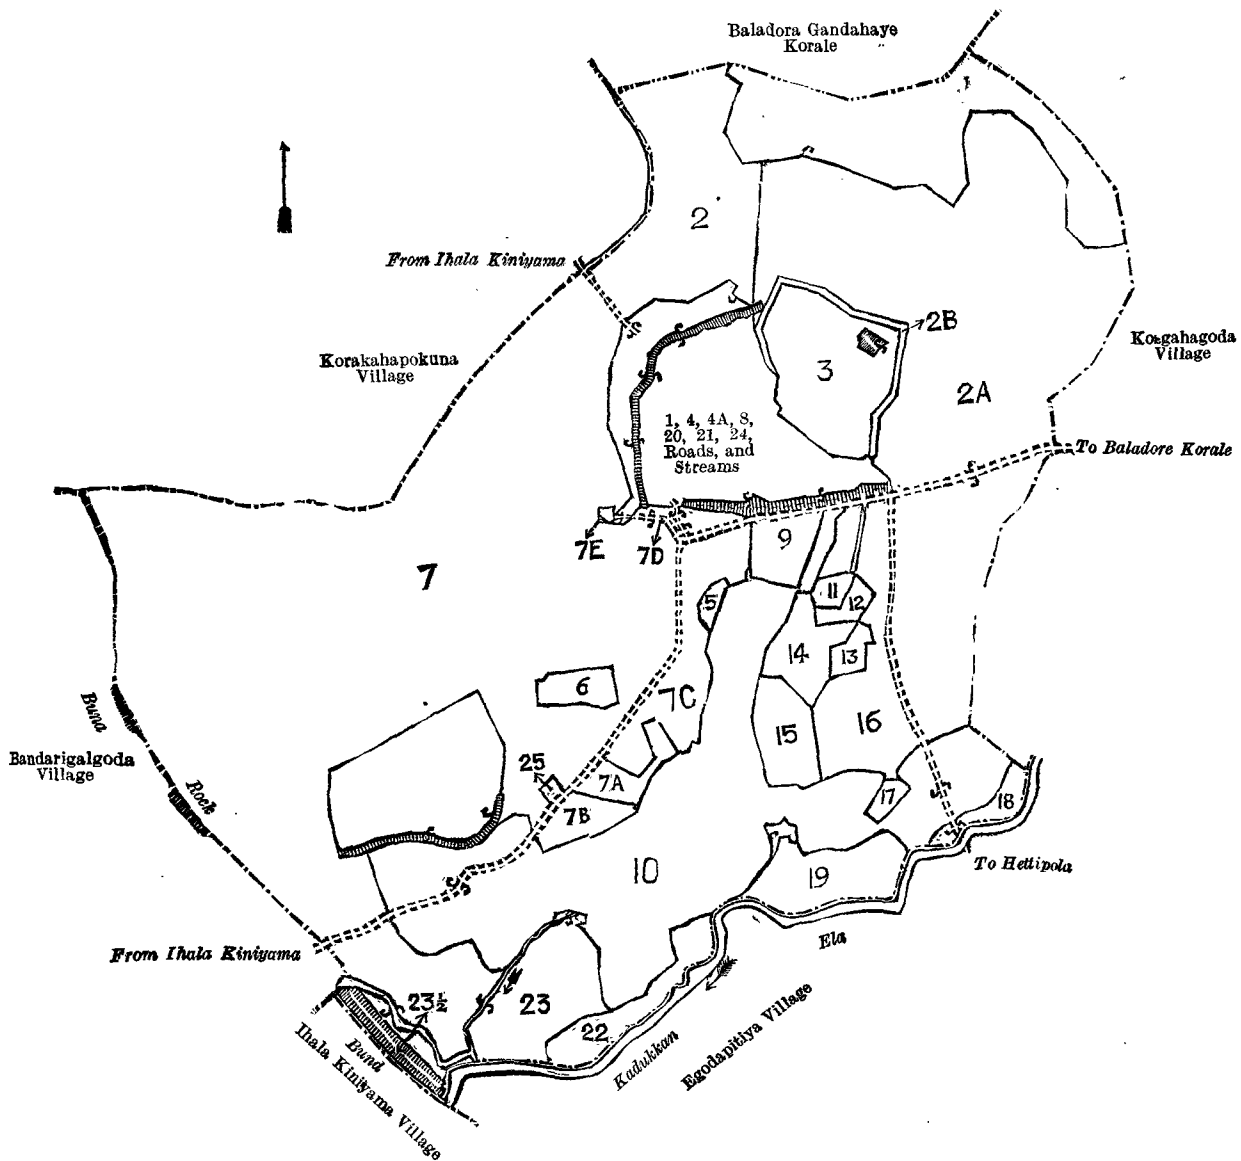 Baladora Gandahaye
Korale
2
From Ihala Kiniyama
2B
Korakahapokuna
Village
3
Kotgahagoda
Village
2A
1, 4, 4A, 8,
20, 21, 24,
Roads, and
Streams
To Baladore Korale
7E
7D
9
7
5
11
12
14
13
6
7C
Buna
15
16
Bandarigalgoda
Village
25
7A
Rock
7B
17
18
10
19
To Hettipola
From Ihala Kiniyama
Ela
23½
23
22
Bund
Ihala Kiniyama Village
Kadukkan
Egodapitiya Village